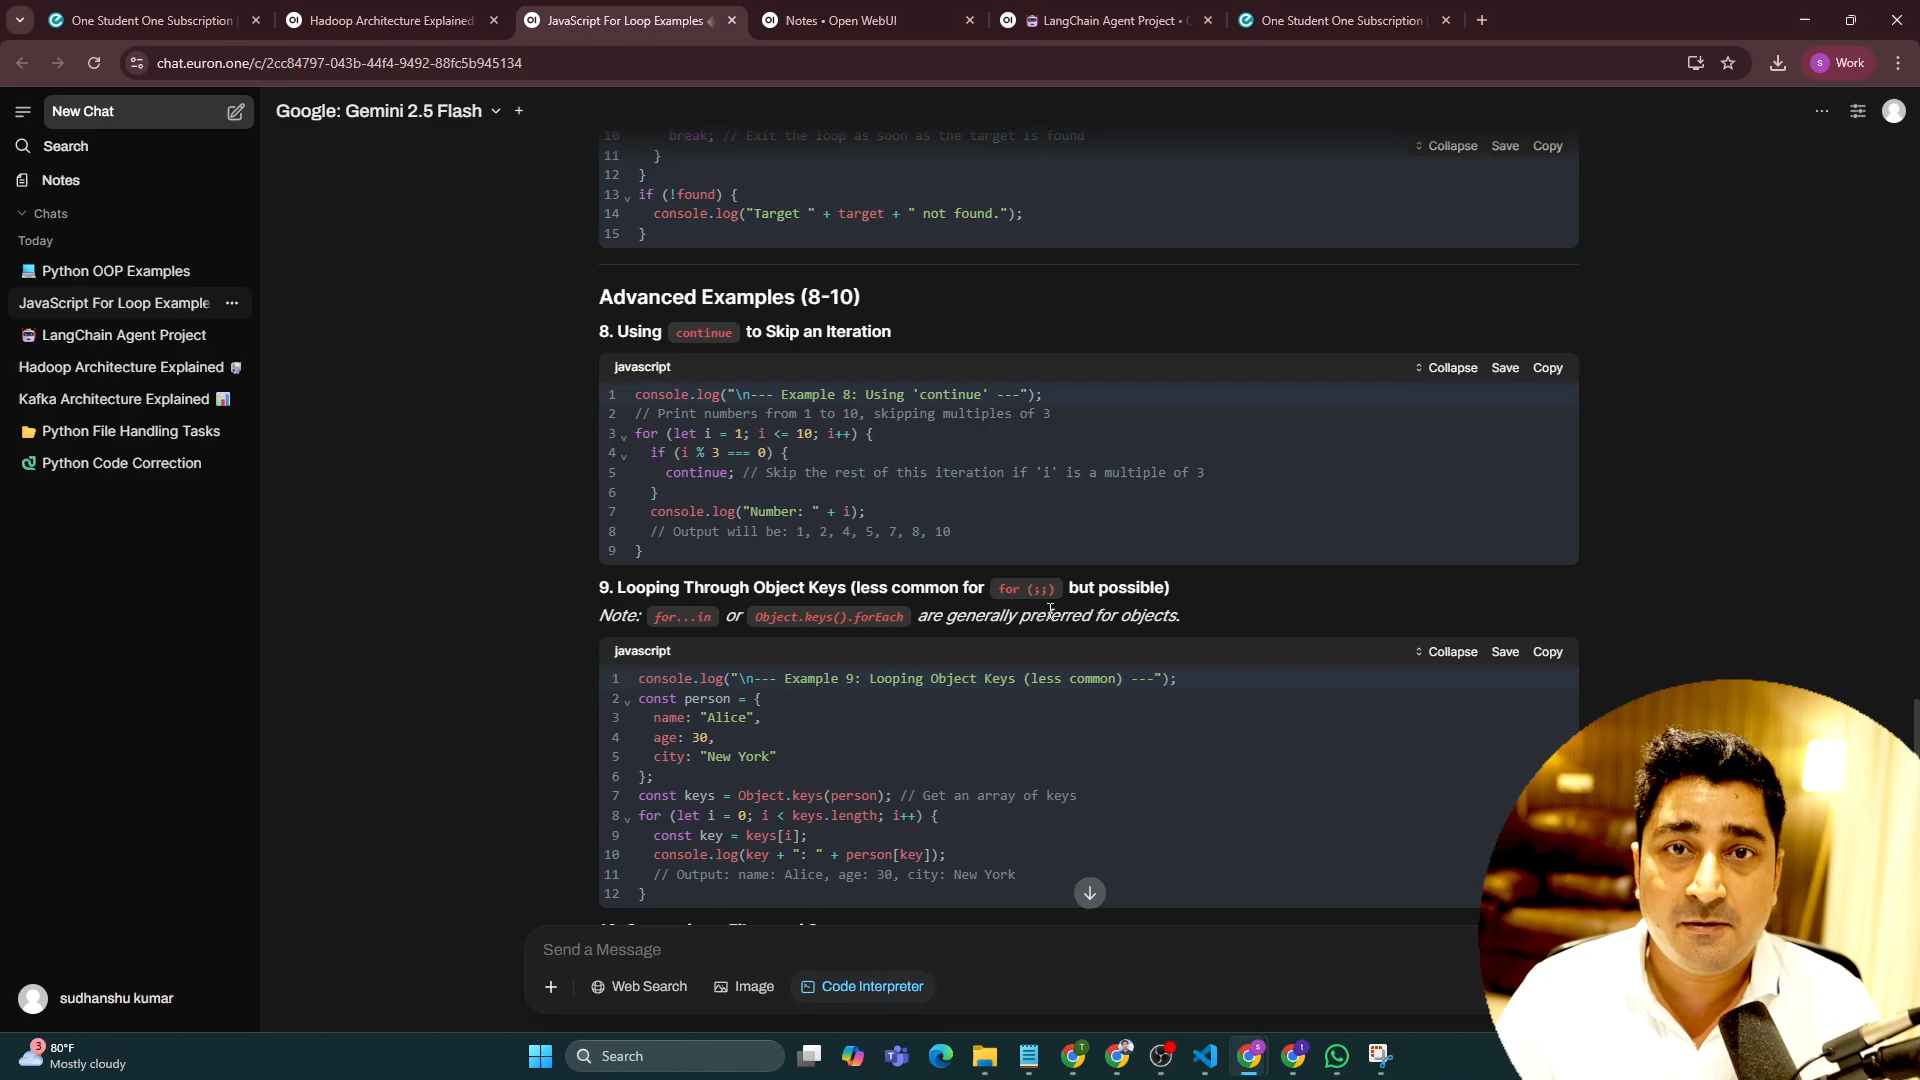 One Student One Subscription
Hadoop Architecture Explained
JavaScript For Loop Examples
Notes • Open WebUI
LangChain Agent Project •
One Student One Subscription
chat.euron.one/c/2cc84797-043b-44f4-9492-88fc5b945134
S Work
New Chat
Search
Notes
Chats
Today
Python OOP Examples
JavaScript For Loop Example
LangChain Agent Project
Hadoop Architecture Explained
Kafka Architecture Explained
Python File Handling Tasks
Python Code Correction
sudhanshu kumar
Google: Gemini 2.5 Flash
10 break; // Exit the loop as soon as the target is found
Collapse Save Copy
11 }
12 }
13 if (!found) {
14 console.log("Target " + target + " not found.");
15 }
Advanced Examples (8-10)
8. Using continue to Skip an Iteration
javascript
Collapse Save Copy
1 console.log("\n--- Example 8: Using 'continue' ---");
2 // Print numbers from 1 to 10, skipping multiples of 3
3 for (let i = 1; i <= 10; i++) {
4 if (i % 3 === 0) {
5 continue; // Skip the rest of this iteration if 'i' is a multiple of 3
6 }
7 console.log("Number: " + i);
8 // Output will be: 1, 2, 4, 5, 7, 8, 10
9 }
9. Looping Through Object Keys (less common for for (;;) but possible)
Note: for...in or Object.keys().forEach are generally preferred for objects.
javascript
Collapse Save Copy
1 console.log("\n--- Example 9: Looping Object Keys (less common) ---");
2 const person = {
3 name: "Alice",
4 age: 30,
5 city: "New York"
6 };
7 const keys = Object.keys(person); // Get an array of keys
8 for (let i = 0; i < keys.length; i++) {
9 const key = keys[i];
10 console.log(key + ": " + person[key]);
11 // Output: name: Alice, age: 30, city: New York
12 }
Send a Message
Web Search Image Code Interpreter
3 80°F
Mostly cloudy
Search